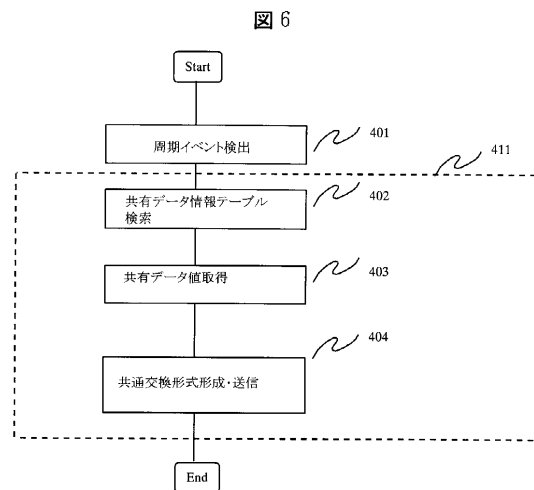 図6
Start
周期イベント検出
401
411
共有データ情報テーブル
検索
402
共有データ値取得
403
404
共通交換形式形成・送信
End